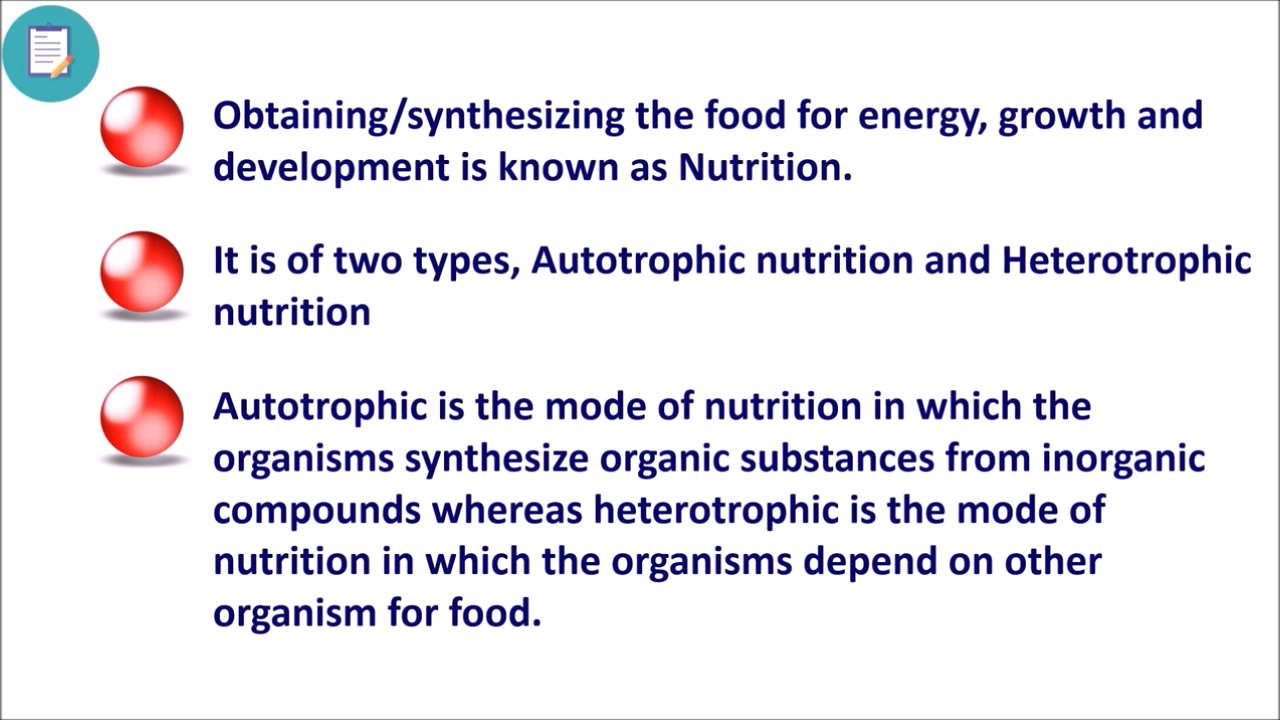 Obtaining/synthesizing the food for energy, growth and
development is known as Nutrition.
It is of two types, Autotrophic nutrition and Heterotrophic
nutrition
Autotrophic is the mode of nutrition in which the
organisms synthesize organic substances from inorganic
compounds whereas heterotrophic is the mode of
nutrition in which the organisms depend on other
organism for food.